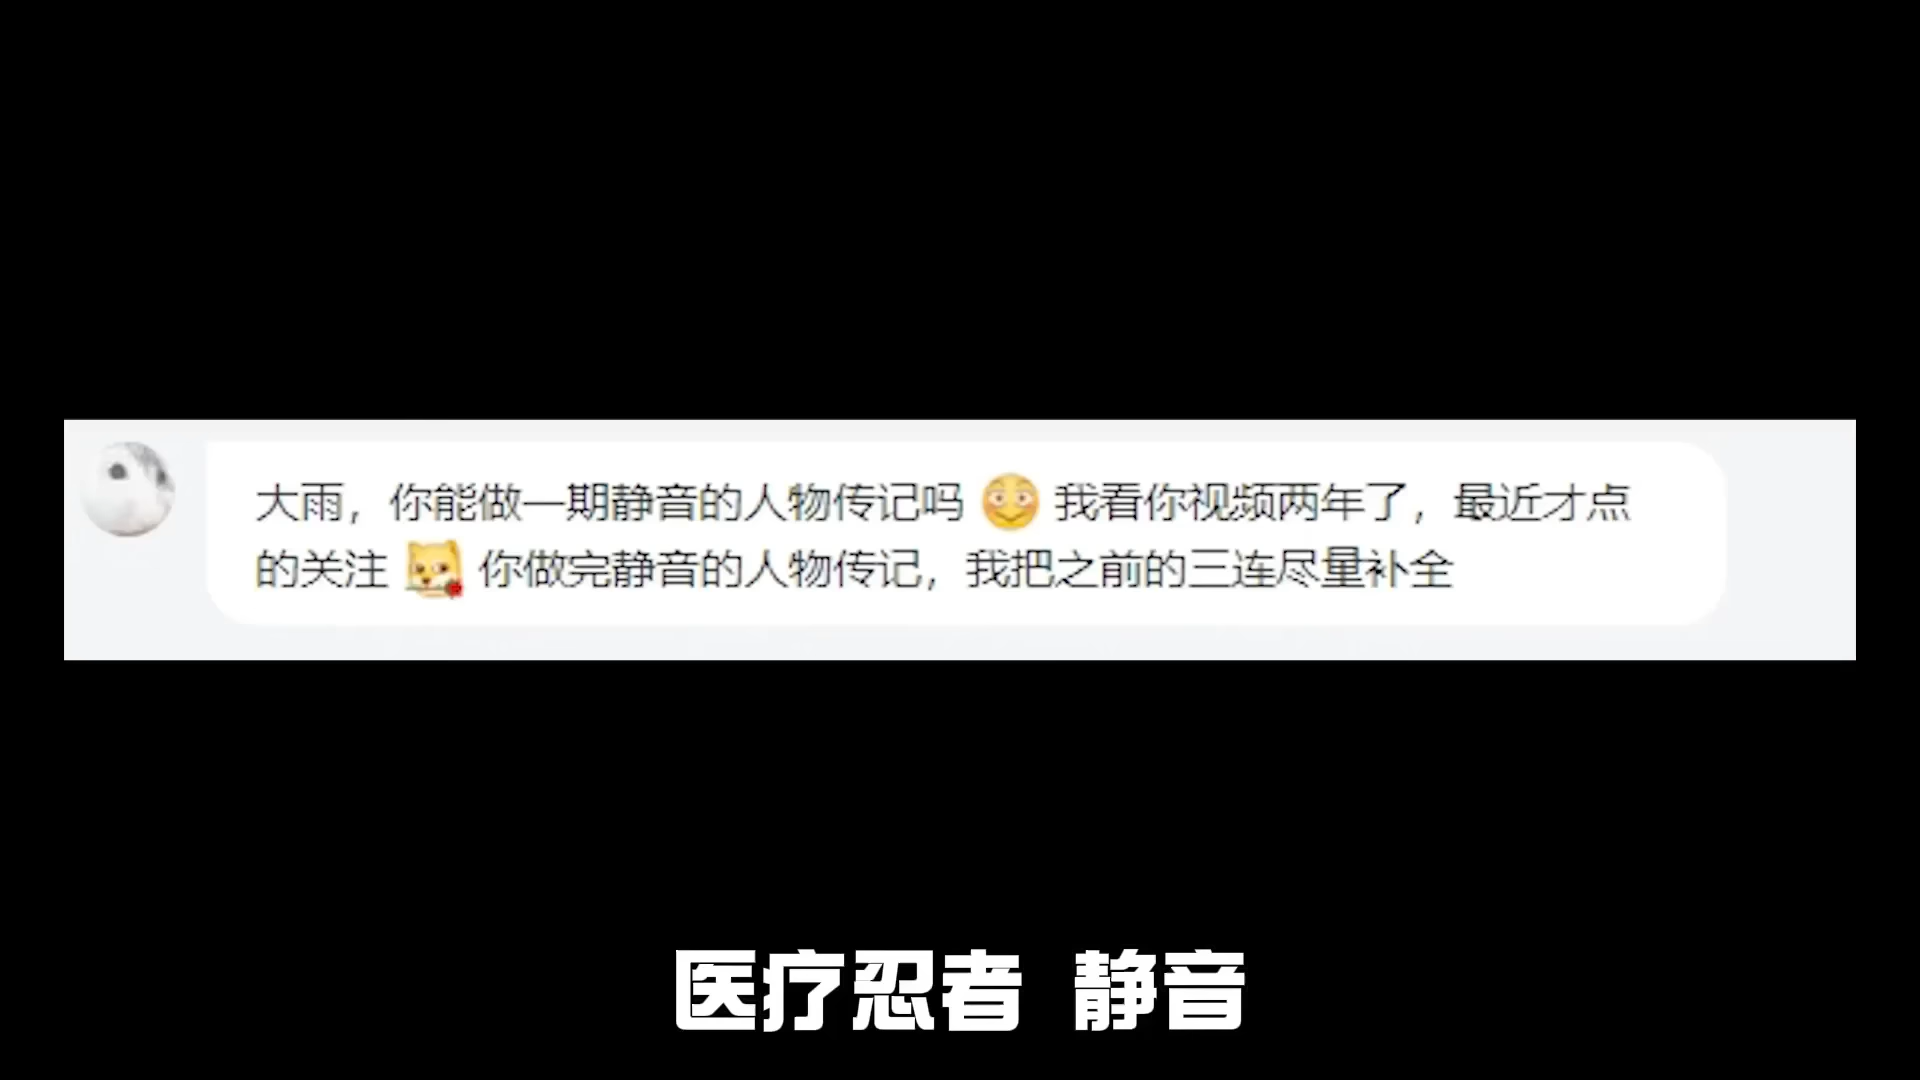 大雨，你能做一期静音的人物传记吗 我看你视频两年了，最近才点
的关注 你做完静音的人物传记，我把之前的三连尽量补全
医疗忍者 静音